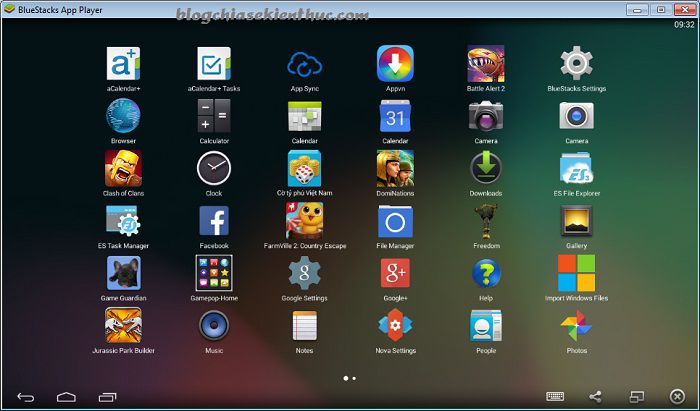 BlueStacks App Player
blogchiasekienthuc.com
09:32
aCalendar+
aCalendar+ Tasks
App Sync
Appvn
Battle Alert 2
BlueStacks Settings
Browser
Calculator
Calendar
31
Calendar
Camera
Camera
Clash of Clans
Clock
Cờ tỷ phú Việt Nam
DomiNations
Downloads
ES File Explorer
ES Task Manager
Facebook
FarmVille 2: Country Escape
File Manager
Freedom
Gallery
Game Guardian
Gamepop-Home
Google Settings
Google+
Help
Import Windows Files
Jurassic Park Builder
Music
Notes
Nova Settings
People
Photos